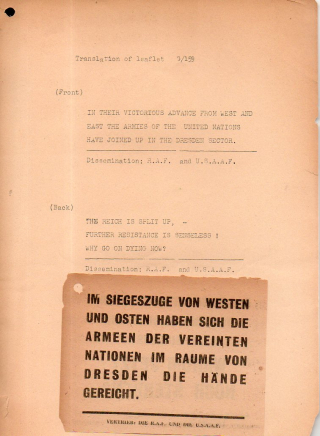 Translation of leaflet 1/159
(Front)
IN THEIR VICTORIOUS ADVANCE FROM WEST AND
EAST THE ARMIES OF THE UNITED NATIONS
HAVE JOINED UP IN THE DRESDEN SECTOR.
Dissemination: R.A.F. and U.S.A.A.F.
(Back)
THE REICH IS SPLIT UP, -
FURTHER RESISTANCE IS SENSELESS :
WHY GO ON DYING NOW?
Dissemination: R.A.F. and U.S.A.A.F.
IM SIEGESZUGE VON WESTEN
UND OSTEN HABEN SICH DIE
ARMEEN DER VEREINTEN
NATIONEN IM RAUME VON
DRESDEN DIE HÄNDE
GEREICHT.
VERTRIEB: DIE R.A.F. UND DIE U.S.A.A.F.